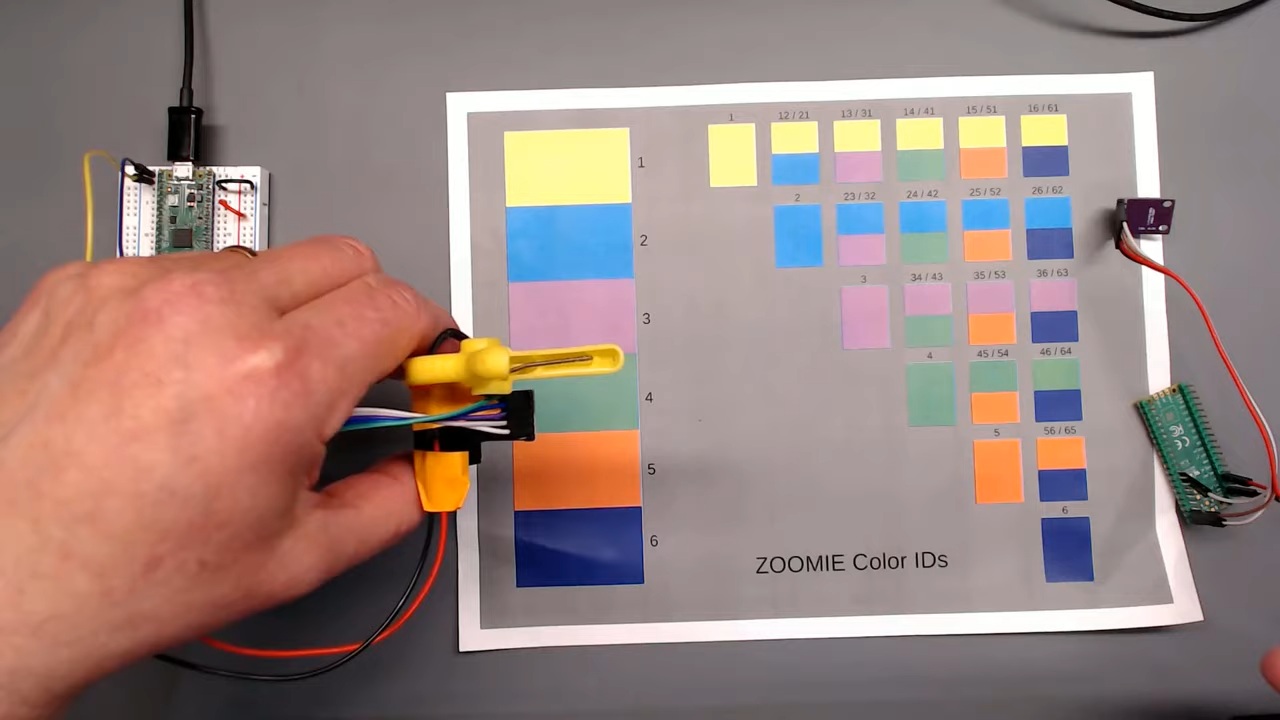 1
2
3
4
5
6
1
12 / 21
13 / 31
14 / 41
15 / 51
16 / 61
2
23 / 32
24 / 42
25 / 52
26 / 62
3
34 / 43
35 / 53
36 / 63
4
45 / 54
46 / 64
5
56 / 65
6
ZOOMIE Color IDs